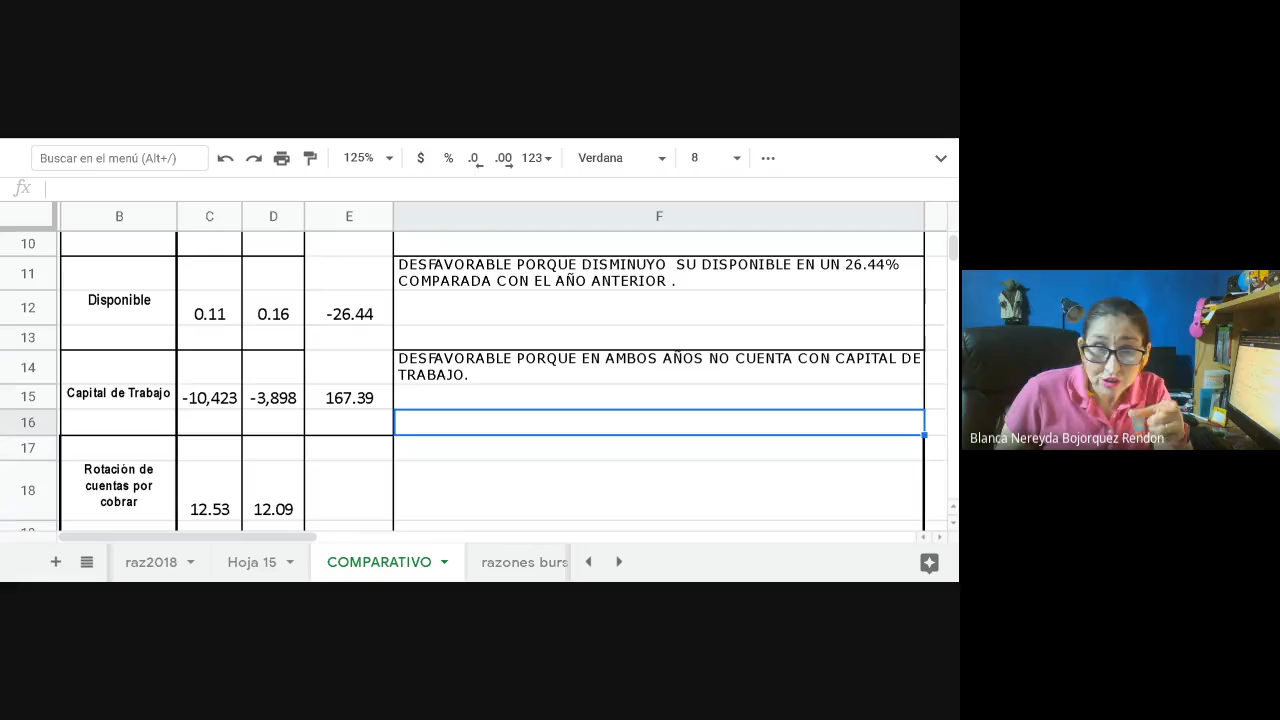 Buscar en el menú (Alt+/)
125%
$
%
.0
.00
123
Verdana
8
fx
B
C
D
E
F
10
11
DESFAVORABLE PORQUE DISMINUYO SU DISPONIBLE EN UN 26.44%
COMPARADA CON EL AÑO ANTERIOR .
12
Disponible
0.11
0.16
-26.44
13
14
DESFAVORABLE PORQUE EN AMBOS AÑOS NO CUENTA CON CAPITAL DE
TRABAJO.
15
Capital de Trabajo
-10,423
-3,898
167.39
16
17
18
Rotación de
cuentas por
cobrar
12.53
12.09
raz2018
Hoja 15
COMPARATIVO
razones burs
Blanca Nereyda Bojorquez Rendon